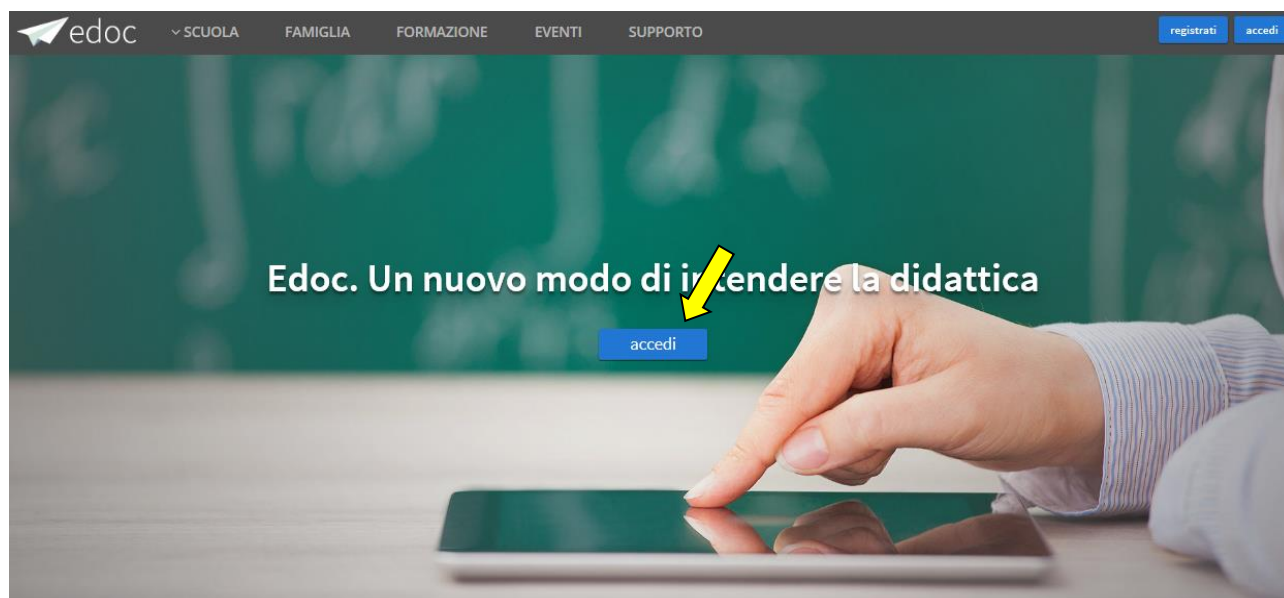 edoc SCUOLA FAMIGLIA FORMAZIONE EVENTI SUPPORTO registrati accedi
Edoc. Un nuovo modo di intendere la didattica
accedi